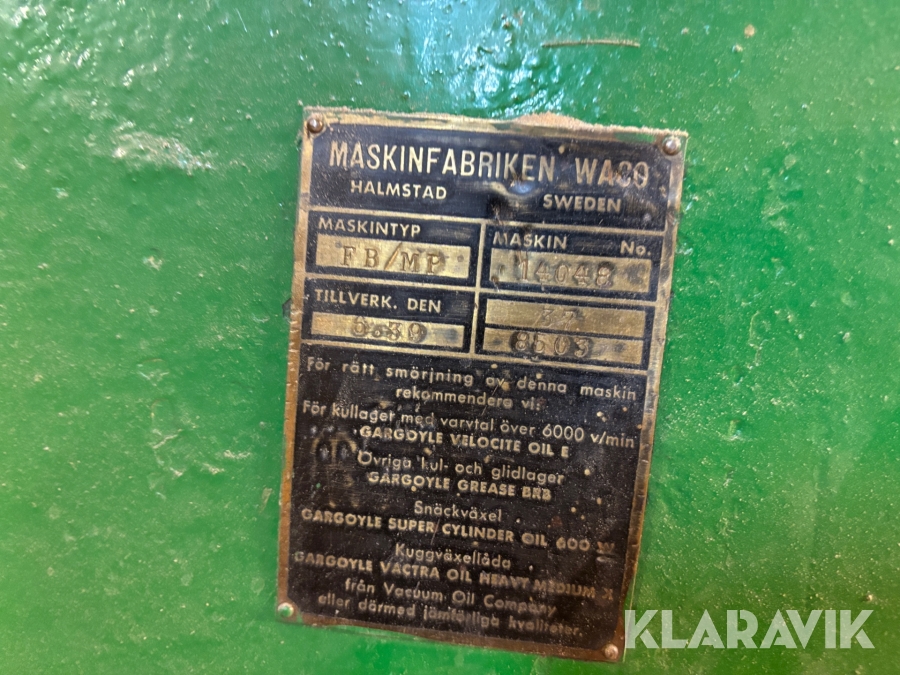 MASKINFABRIKEN WACO
HALMSTAD SWEDEN
MASKINTYP
FB/MP
MASKIN No.
14048
TILLVERK. DEN
6.30
8503
För rätt smörjning av denna maskin
rekommendera vi:
För kullager med varvtal över 6000 v/min
GARGOYLE VELOCITE OIL E
Övriga kul- och glidlager
GARGOYLE GREASE BRB
Snäckväxel
GARGOYLE SUPER CYLINDER OIL 600 W
Kuggväxellåda
GARGOYLE VACTRA OIL HEAVY MEDIUM X
från Vacuum Oil Company
eller därmed jämförliga kvaliteter.
KLARAVIK